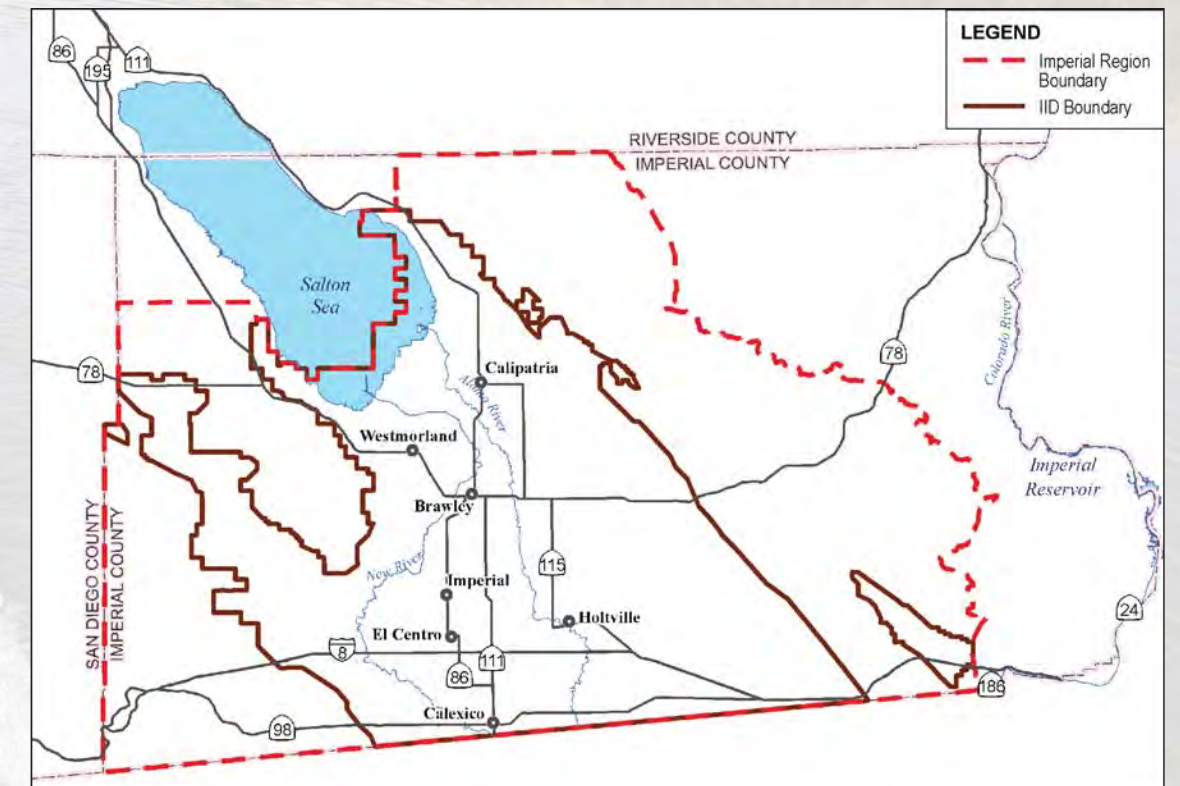 LEGEND
Imperial Region
Boundary
IID Boundary
86
195
111
RIVERSIDE COUNTY
IMPERIAL COUNTY
Salton
Sea
78
78
Colorado River
Calipatria
Alamo River
Westmorland
Imperial
Reservoir
Brawley
SAN DIEGO COUNTY
IMPERIAL COUNTY
New River
115
Imperial
Holtville
24
El Centro
8
111
86
186
Calexico
98